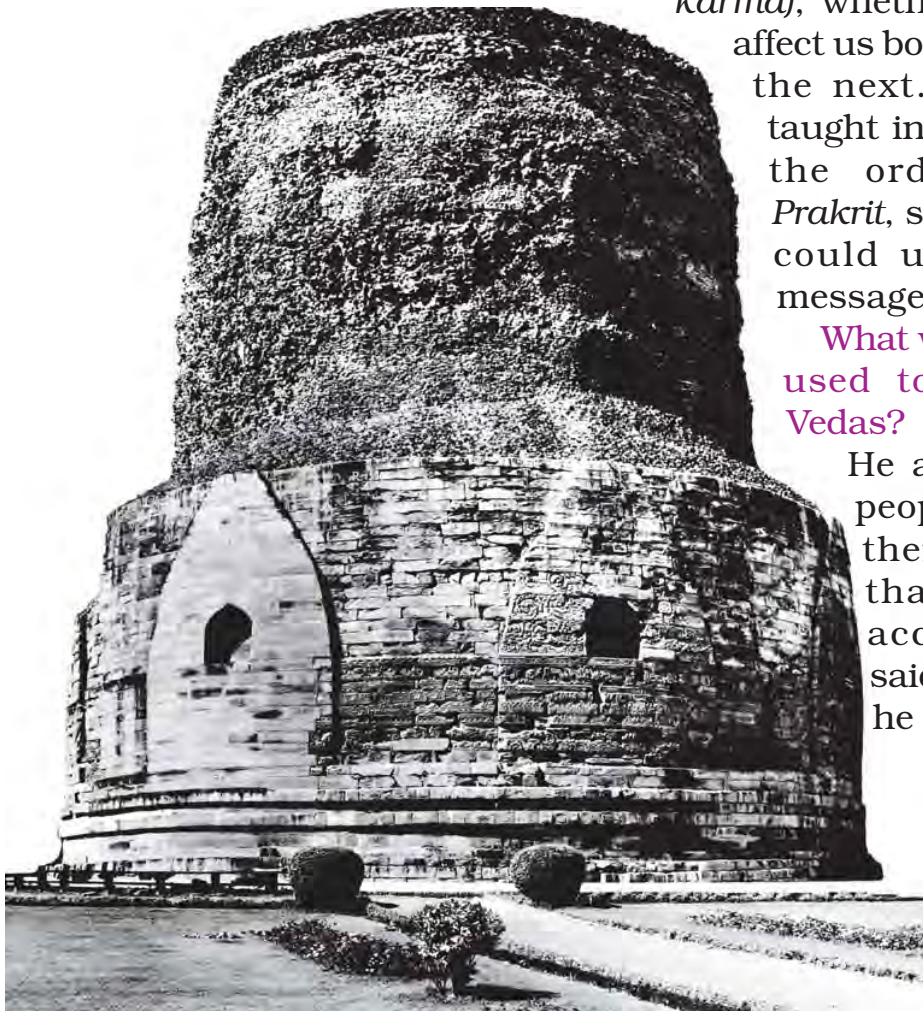 karma), wheth
affect us bo
the next.
taught in
the ord
Prakrit, s
could u
message
What w
used to
Vedas?
He a
peop
the
tha
acc
said
he